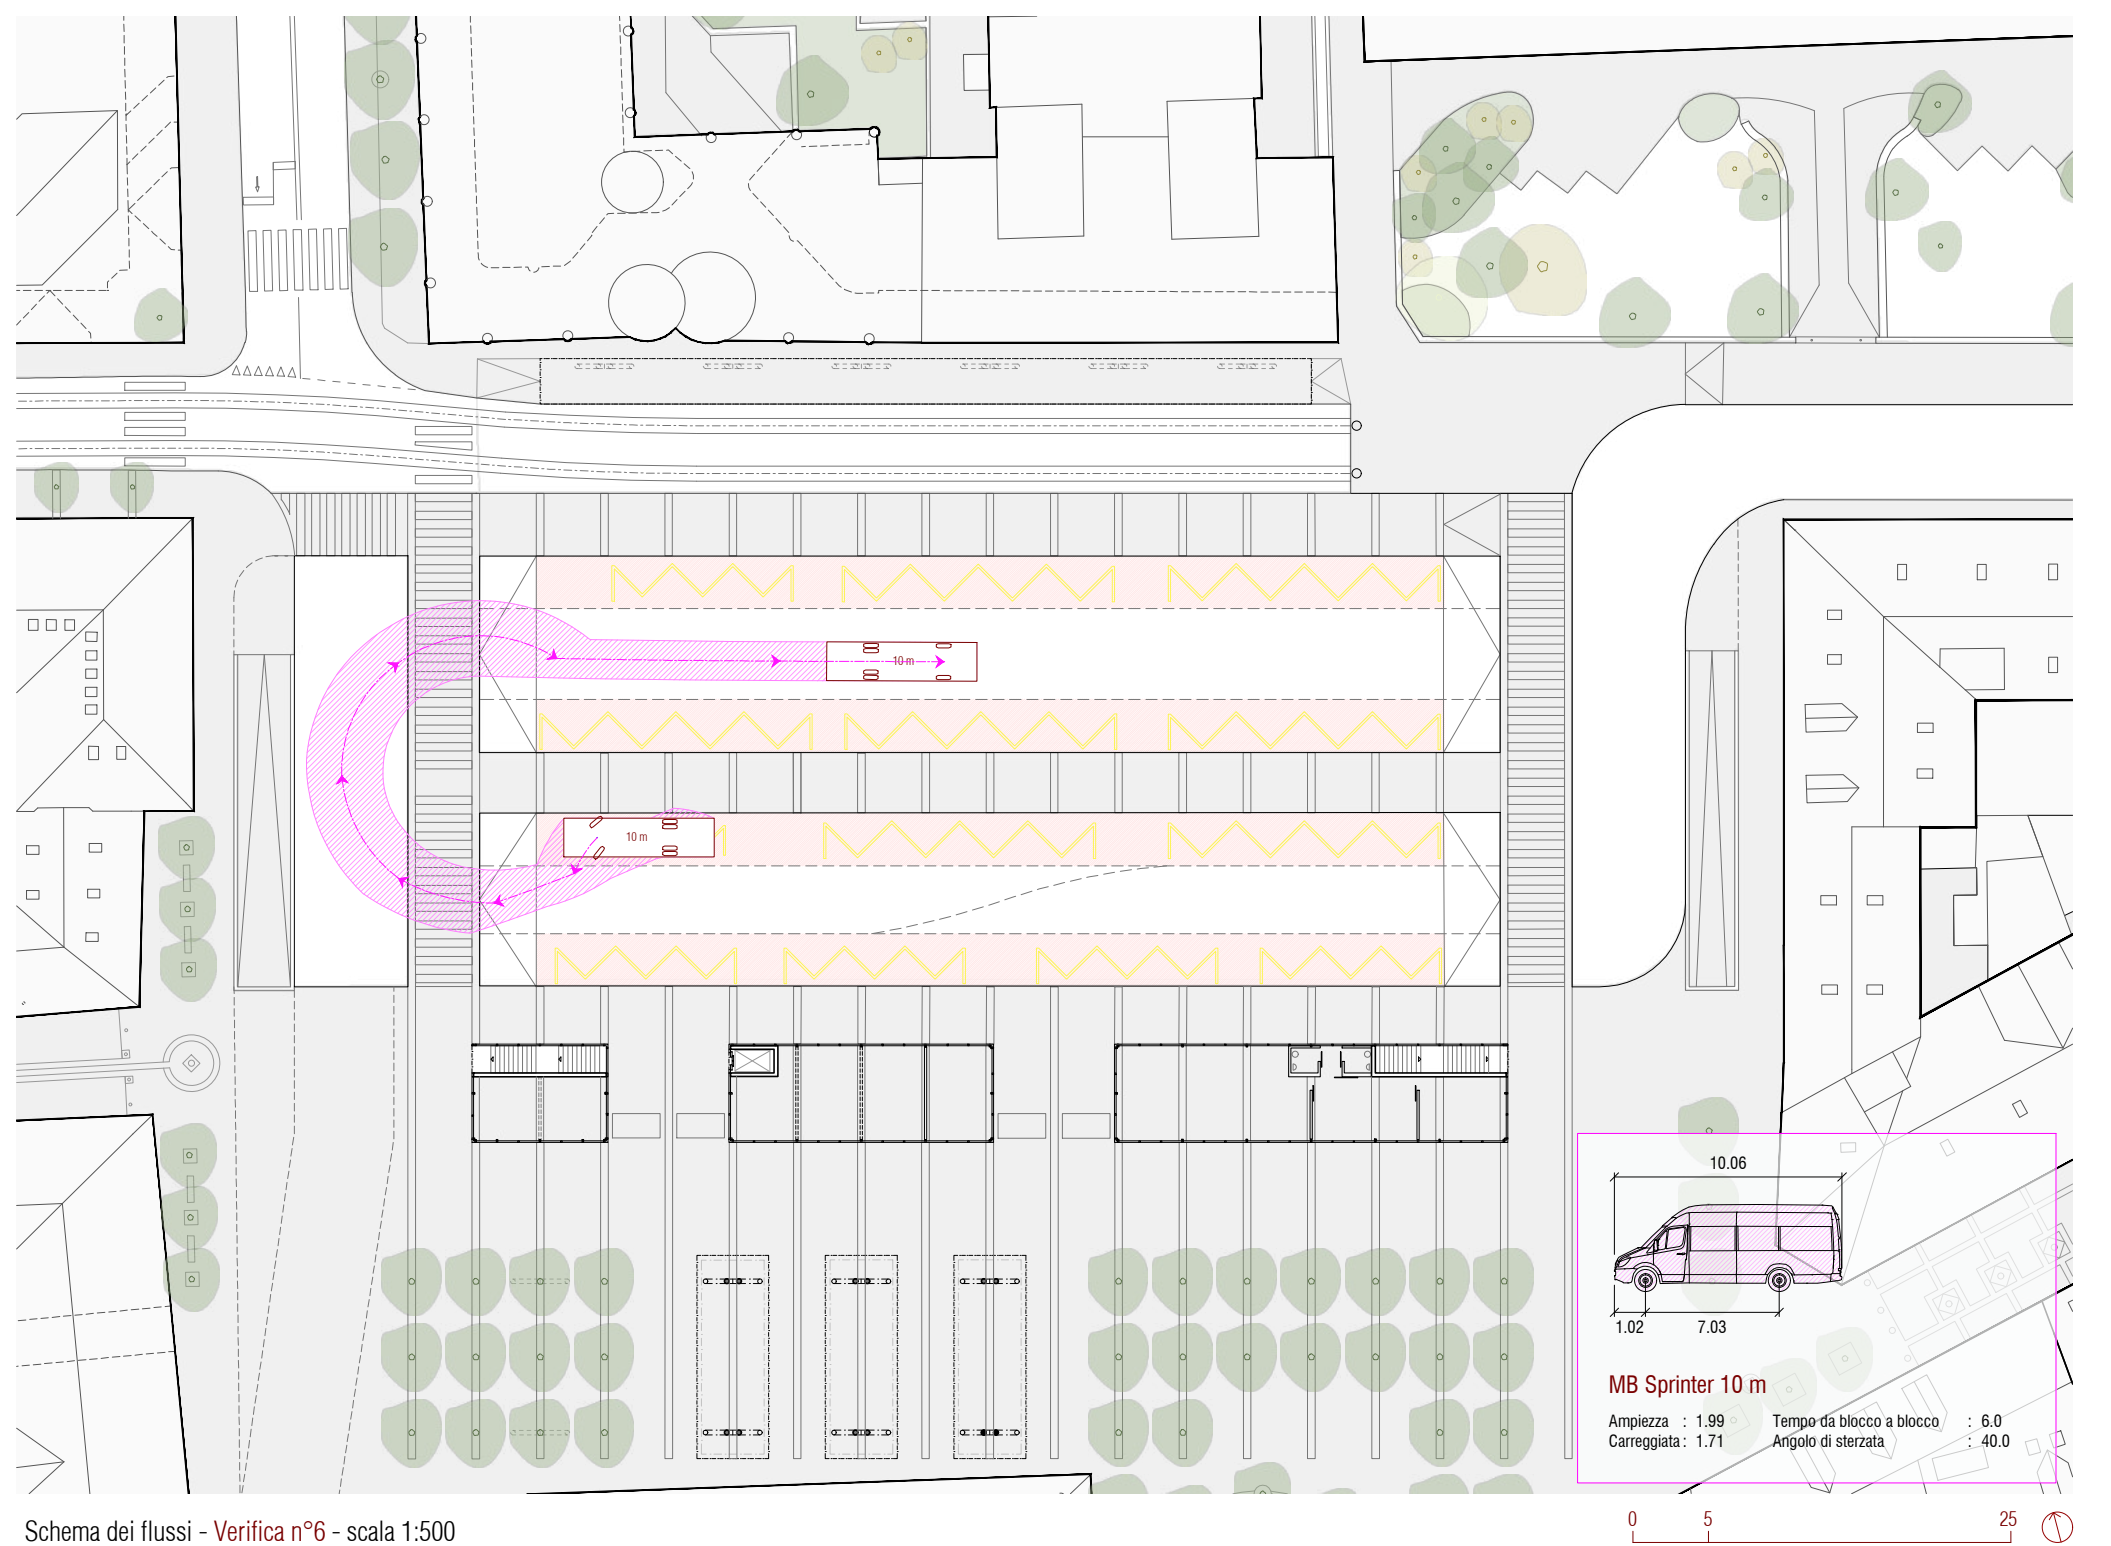 10 m
10 m
10.06
1.02 7.03
MB Sprinter 10 m
Ampiezza : 1.99 Tempo da blocco a blocco : 6.0
Carreggiata : 1.71 Angolo di sterzata : 40.0
Schema dei flussi - Verifica n°6 - scala 1:500
0 5 25